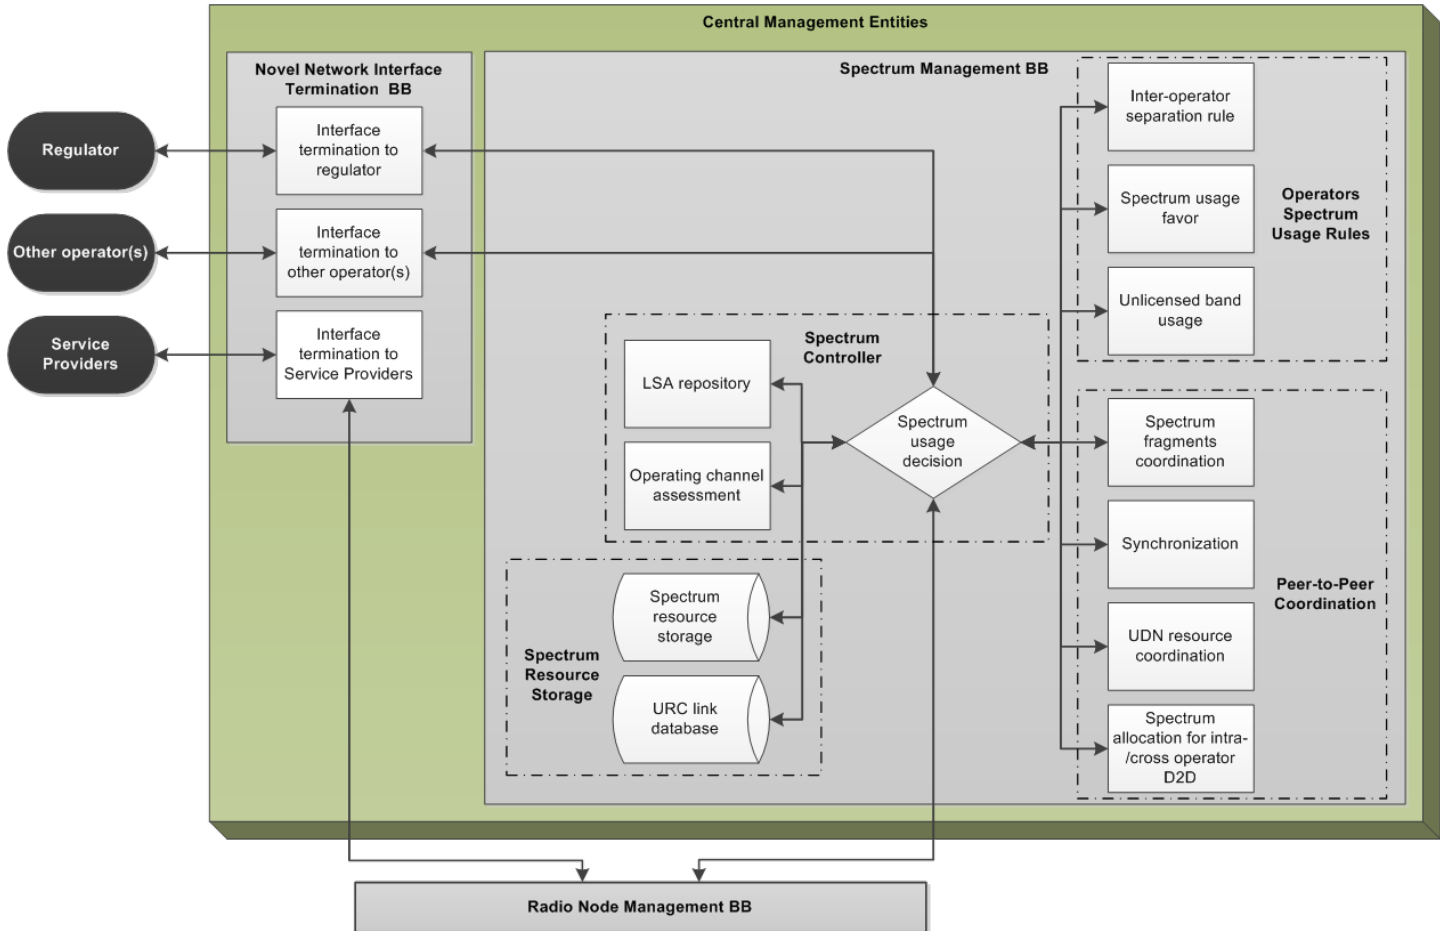 Central Management Entities
Novel Network Interface
Termination BB
Spectrum Management BB
Regulator
Other operator(s)
Service
Providers
Interface
termination to
regulator
Interface
termination to
other operator(s)
Interface
termination to
Service Providers
Spectrum
Controller
LSA repository
Operating channel
assessment
Spectrum
usage
decision
Spectrum
Resource
Storage
Spectrum
resource
storage
URC link
database
Inter-operator
separation rule
Spectrum usage
favor
Unlicensed band
usage
Operators
Spectrum
Usage Rules
Spectrum
fragments
coordination
Synchronization
UDN resource
coordination
Spectrum
allocation for intra-
/cross operator
D2D
Peer-to-Peer
Coordination
Radio Node Management BB